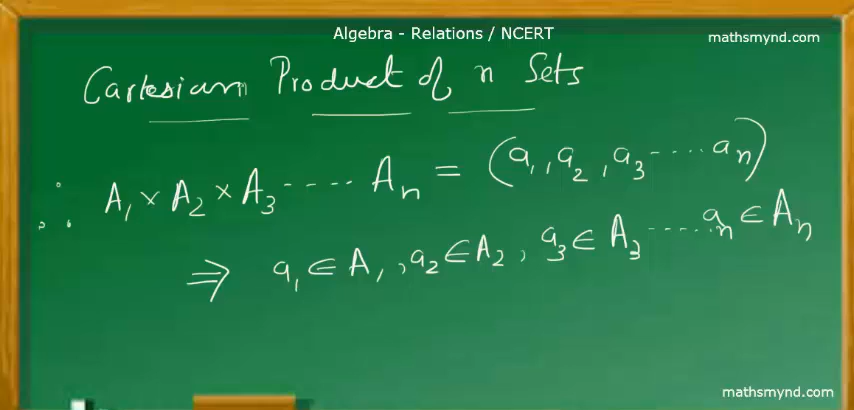 Algebra - Relations / NCERT
mathsmynd.com
Cartesian Product of n Sets
∴ A₁ × A₂ × A₃ ---- Aₙ = (a₁, a₂, a₃ ---- aₙ)
⇒ a₁ ∈ A₁, a₂ ∈ A₂, a₃ ∈ A₃ ----- aₙ ∈ Aₙ
mathsmynd.com